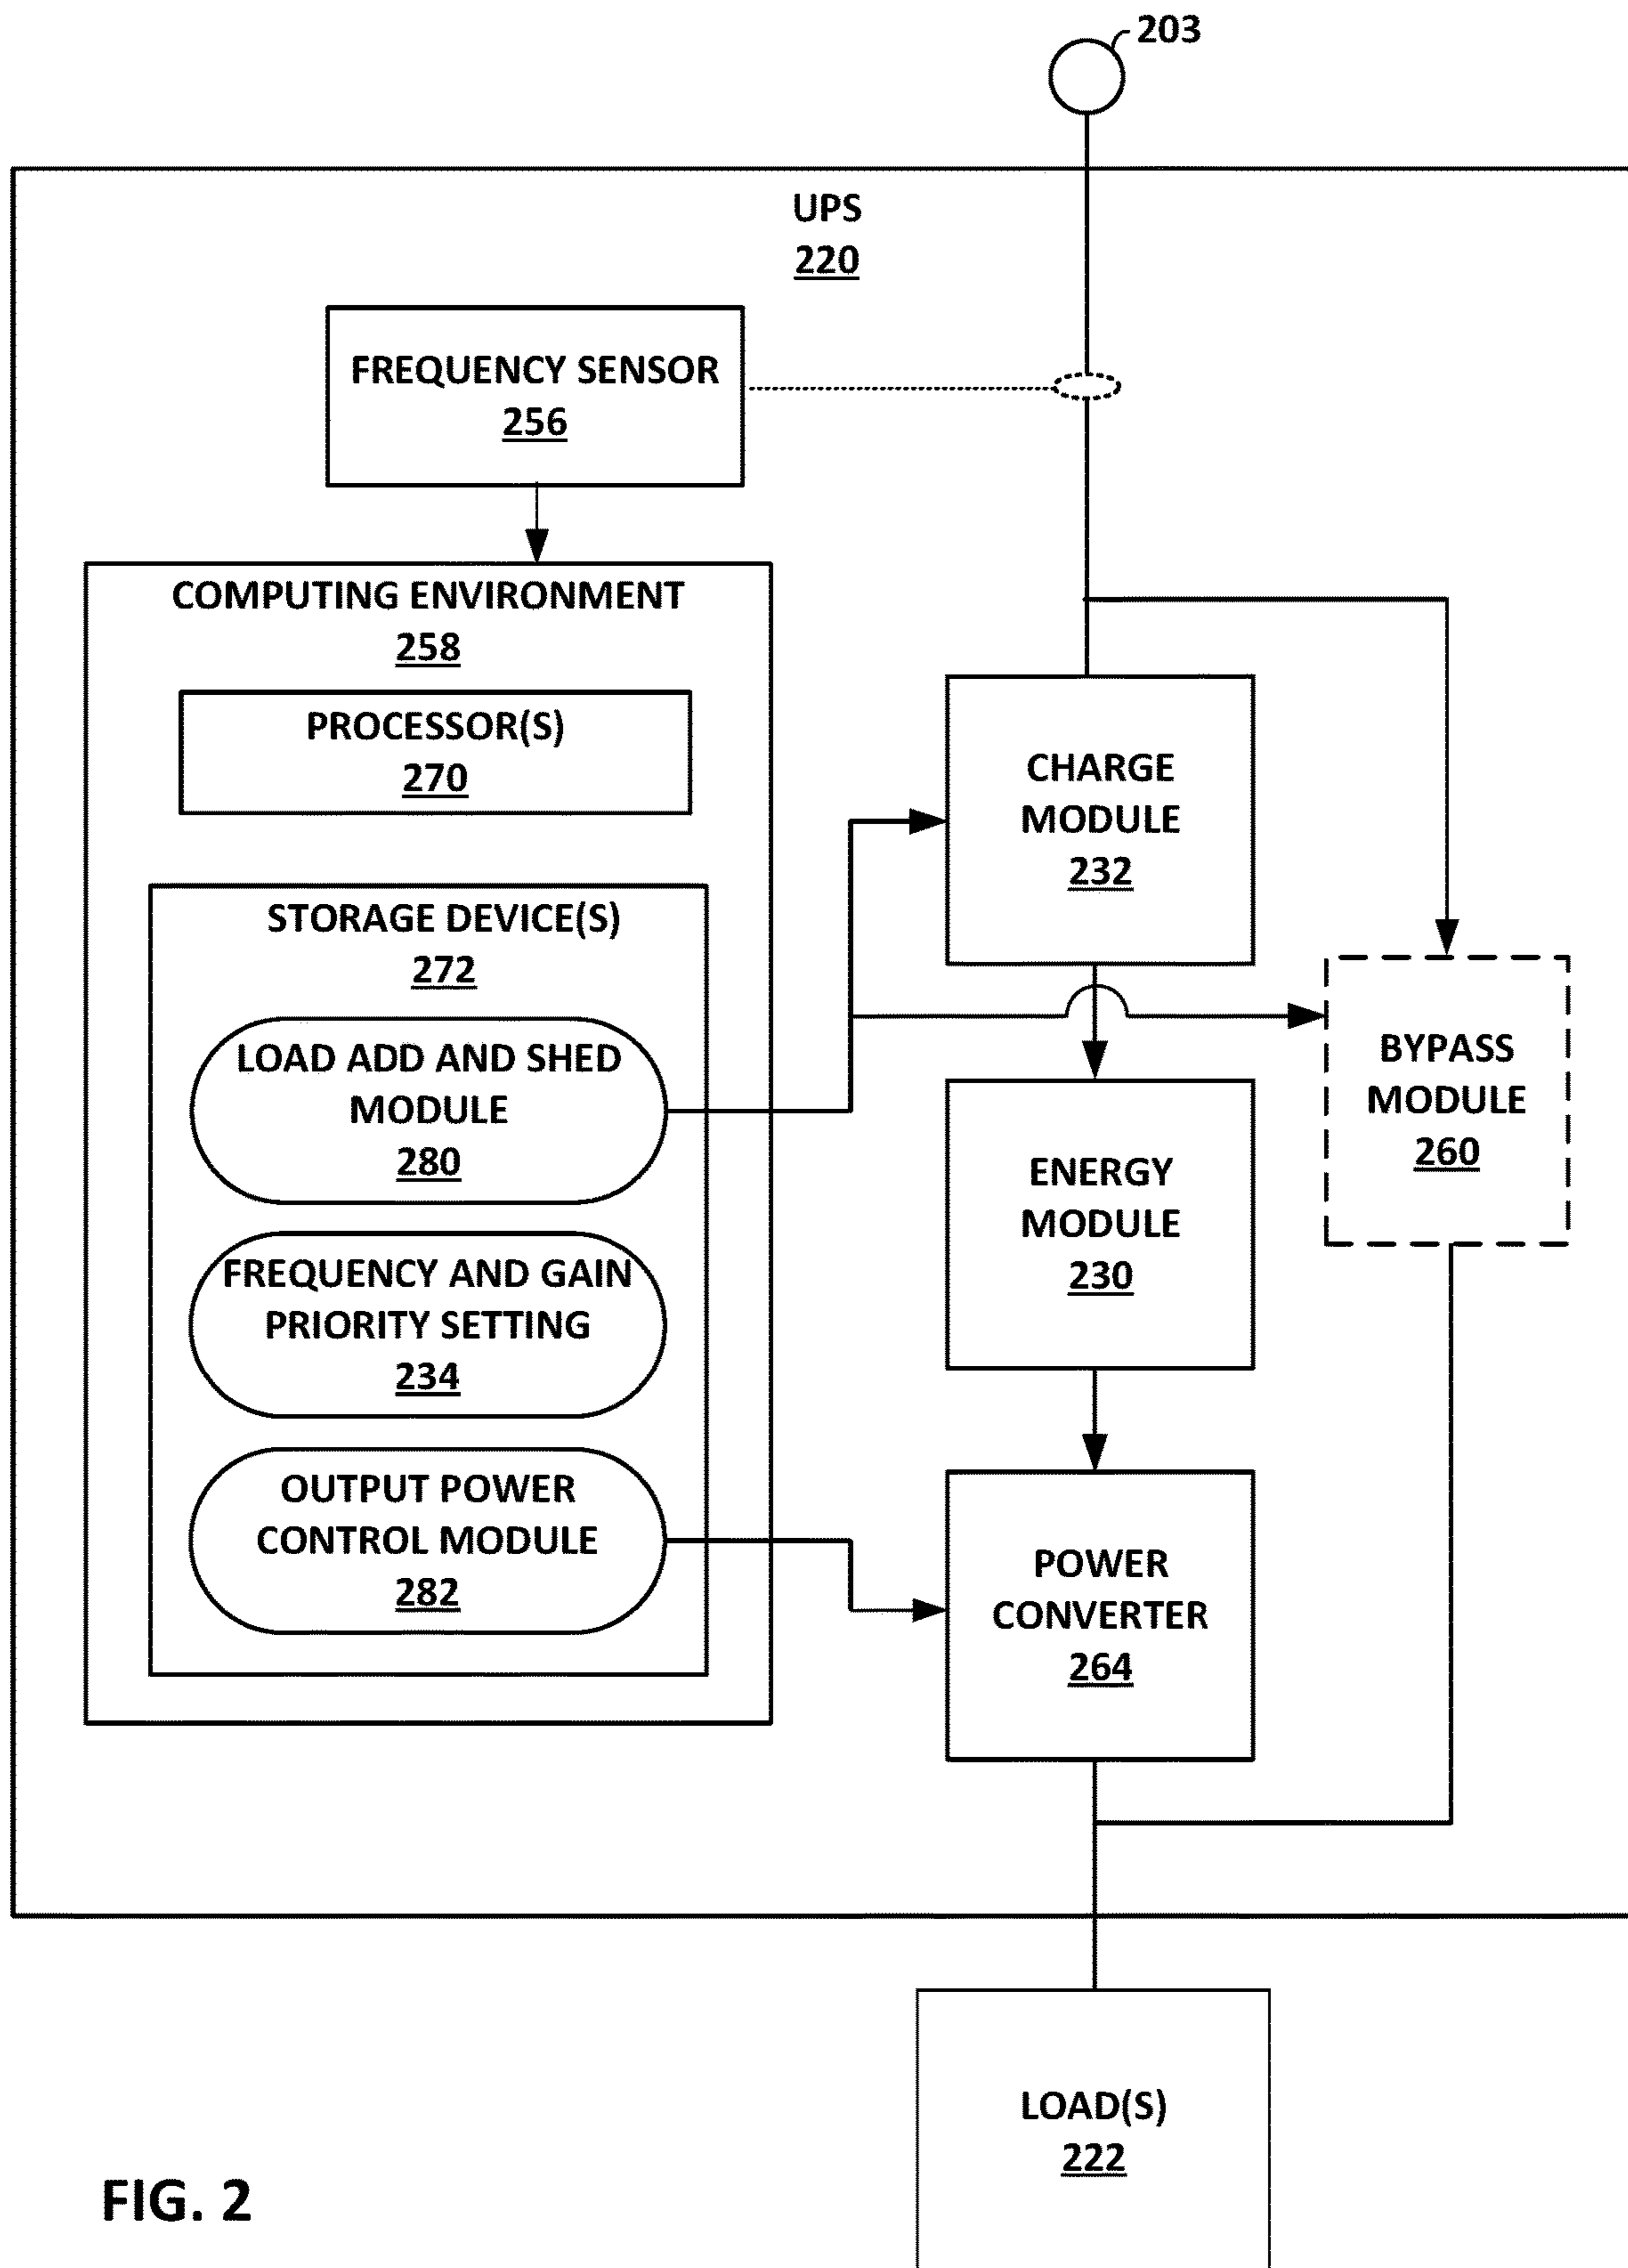 203
UPS
220
FREQUENCY SENSOR
256
COMPUTING ENVIRONMENT
258
PROCESSOR(S)
270
STORAGE DEVICE(S)
272
LOAD ADD AND SHED
MODULE
280
FREQUENCY AND GAIN
PRIORITY SETTING
234
OUTPUT POWER
CONTROL MODULE
282
CHARGE
MODULE
232
BYPASS
MODULE
260
ENERGY
MODULE
230
POWER
CONVERTER
264
LOAD(S)
222
FIG. 2